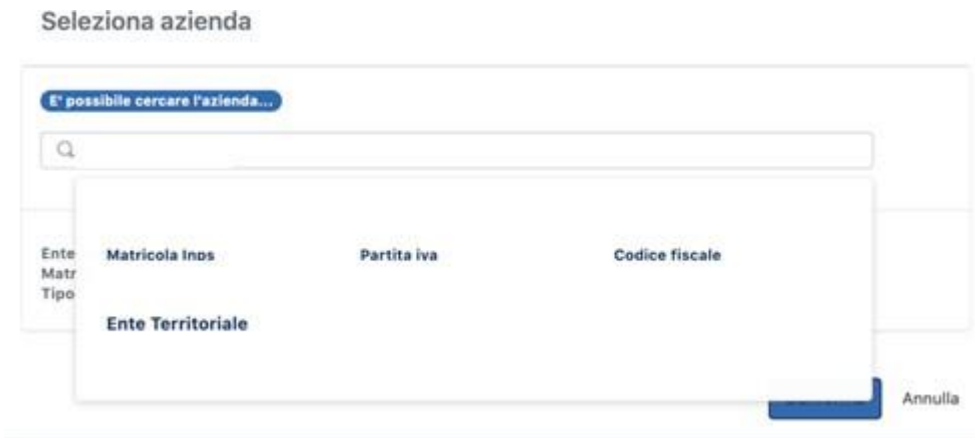 Seleziona azienda
E' possibile cercare l'azienda...
Ente
Matr
Tipo
Matricola Inps Partita iva Codice fiscale
Ente Territoriale
Annulla